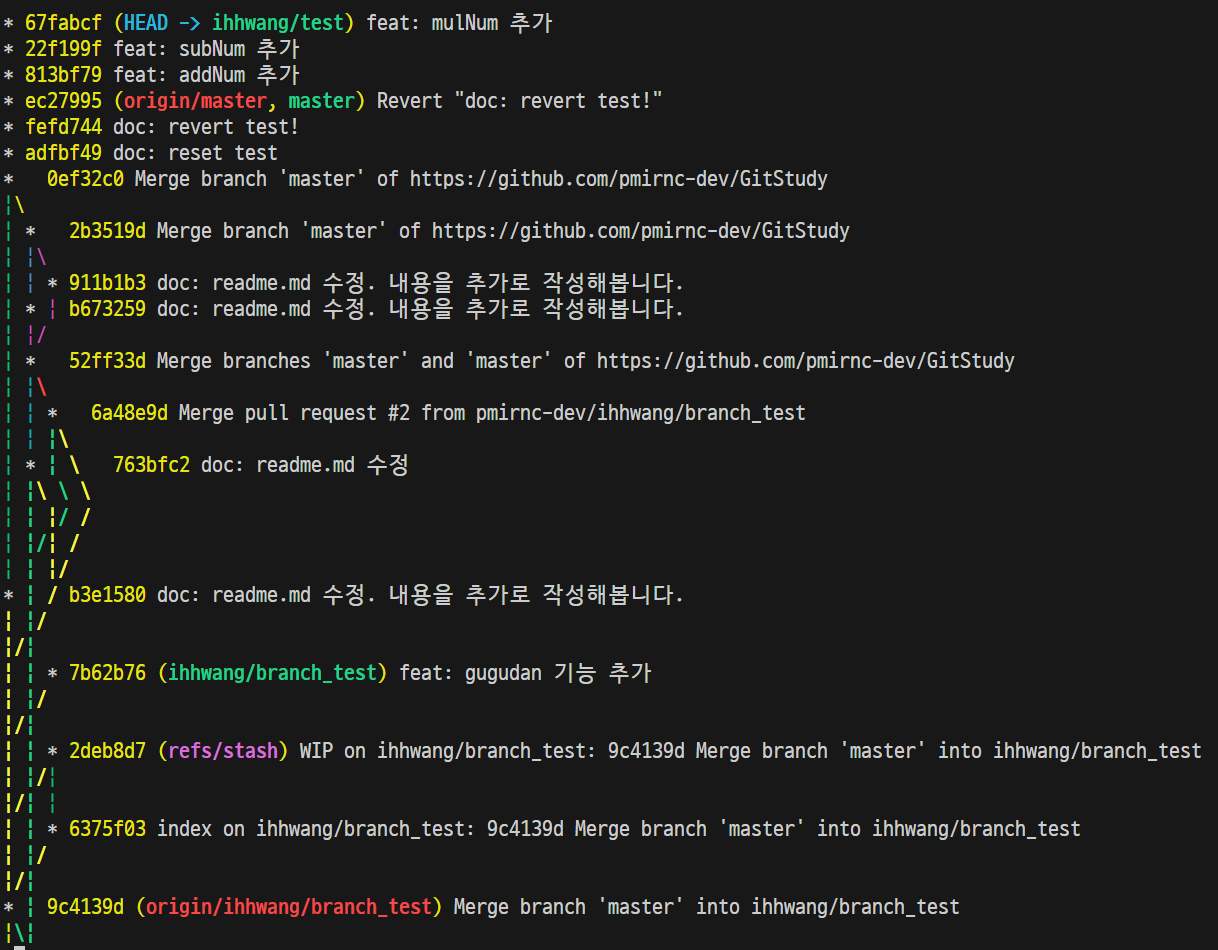 * 67fabcf (HEAD -> ihhwang/test) feat: mulNum 추가
* 22f199f feat: subNum 추가
* 813bf79 feat: addNum 추가
* ec27995 (origin/master, master) Revert "doc: revert test!"
* fefd744 doc: revert test!
* adfbf49 doc: reset test
*   0ef32c0 Merge branch 'master' of https://github.com/pmirnc-dev/GitStudy
|\
| *   2b3519d Merge branch 'master' of https://github.com/pmirnc-dev/GitStudy
| |\
| | * 911b1b3 doc: readme.md 수정. 내용을 추가로 작성해봅니다.
| * | b673259 doc: readme.md 수정. 내용을 추가로 작성해봅니다.
| |/
| *   52ff33d Merge branches 'master' and 'master' of https://github.com/pmirnc-dev/GitStudy
| |\
| | *   6a48e9d Merge pull request #2 from pmirnc-dev/ihhwang/branch_test
| | |\
| * | \   763bfc2 doc: readme.md 수정
| |\ \ \
| | |/ /
| |/| /
| | |/
* | / b3e1580 doc: readme.md 수정. 내용을 추가로 작성해봅니다.
| |/
|/|
| | * 7b62b76 (ihhwang/branch_test) feat: gugudan 기능 추가
| |/
|/|
| | * 2deb8d7 (refs/stash) WIP on ihhwang/branch_test: 9c4139d Merge branch 'master' into ihhwang/branch_test
| |/|
|/| |
| | * 6375f03 index on ihhwang/branch_test: 9c4139d Merge branch 'master' into ihhwang/branch_test
| |/
|/|
* | 9c4139d (origin/ihhwang/branch_test) Merge branch 'master' into ihhwang/branch_test
|\|